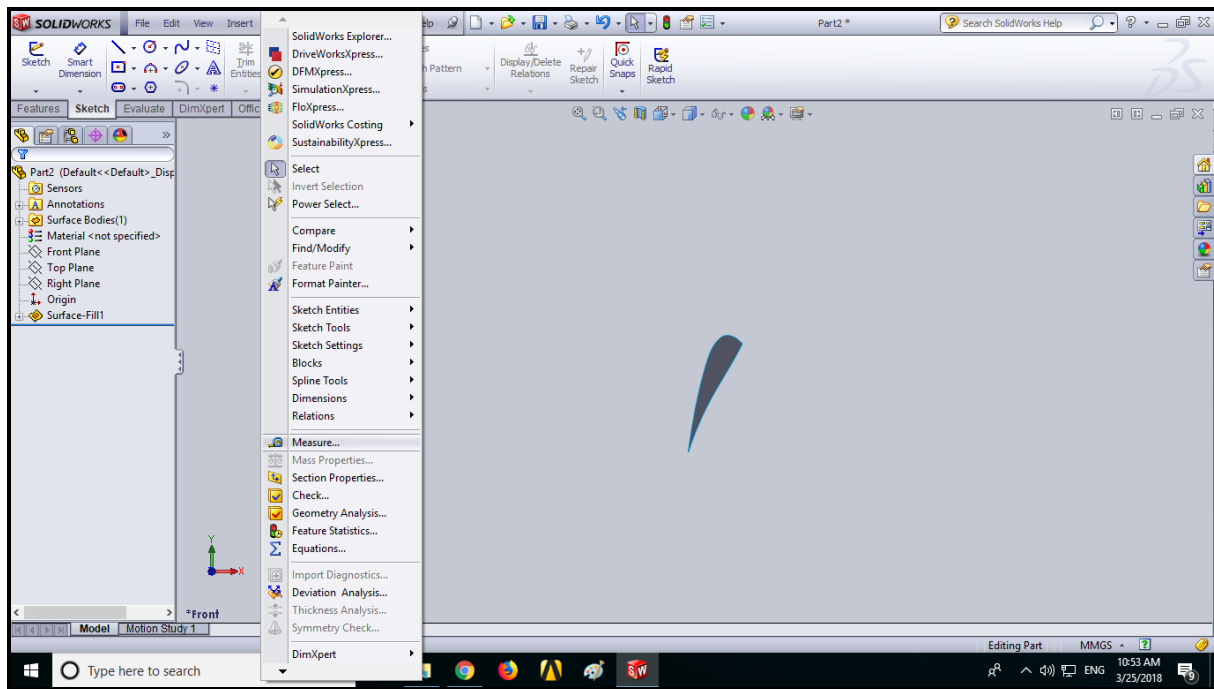 SOLIDWORKS
File Edit View Insert
elp
Part2 *
Search SolidWorks Help
Sketch
Smart
Dimension
Trim
Entities
h Pattern
Display/Delete
Relations
Repair
Sketch
Quick
Snaps
Rapid
Sketch
Features Sketch Evaluate DimXpert Offic
Part2 (Default<<Default>_Disp
Sensors
Annotations
Surface Bodies(1)
Material <not specified>
Front Plane
Top Plane
Right Plane
Origin
Surface-Fill1
SolidWorks Explorer...
DriveWorksXpress...
DFMXpress...
SimulationXpress...
FloXpress...
SolidWorks Costing
SustainabilityXpress...
Select
Invert Selection
Power Select...
Compare
Find/Modify
Feature Paint
Format Painter...
Sketch Entities
Sketch Tools
Sketch Settings
Blocks
Spline Tools
Dimensions
Relations
Measure...
Mass Properties...
Section Properties...
Check...
Geometry Analysis...
Feature Statistics...
Equations...
Import Diagnostics...
Deviation Analysis...
Thickness Analysis...
Symmetry Check...
DimXpert
Y
X
*Front
Model Motion Study 1
Editing Part MMGS
Type here to search
ENG
10:53 AM
3/25/2018